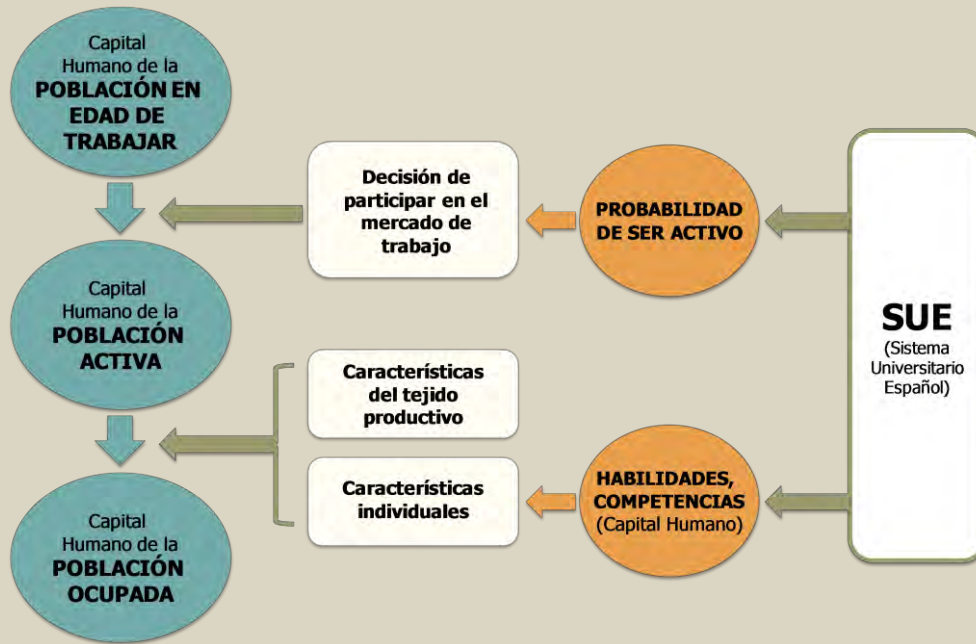 Capital
Humano de la
POBLACIÓN EN
EDAD DE
TRABAJAR
Decisión de
participar en el
mercado de
trabajo
PROBABILIDAD
DE SER ACTIVO
Capital
Humano de la
POBLACIÓN
ACTIVA
SUE
(Sistema
Universitario
Español)
Características
del tejido
productivo
Características
individuales
HABILIDADES,
COMPETENCIAS
(Capital Humano)
Capital
Humano de la
POBLACIÓN
OCUPADA